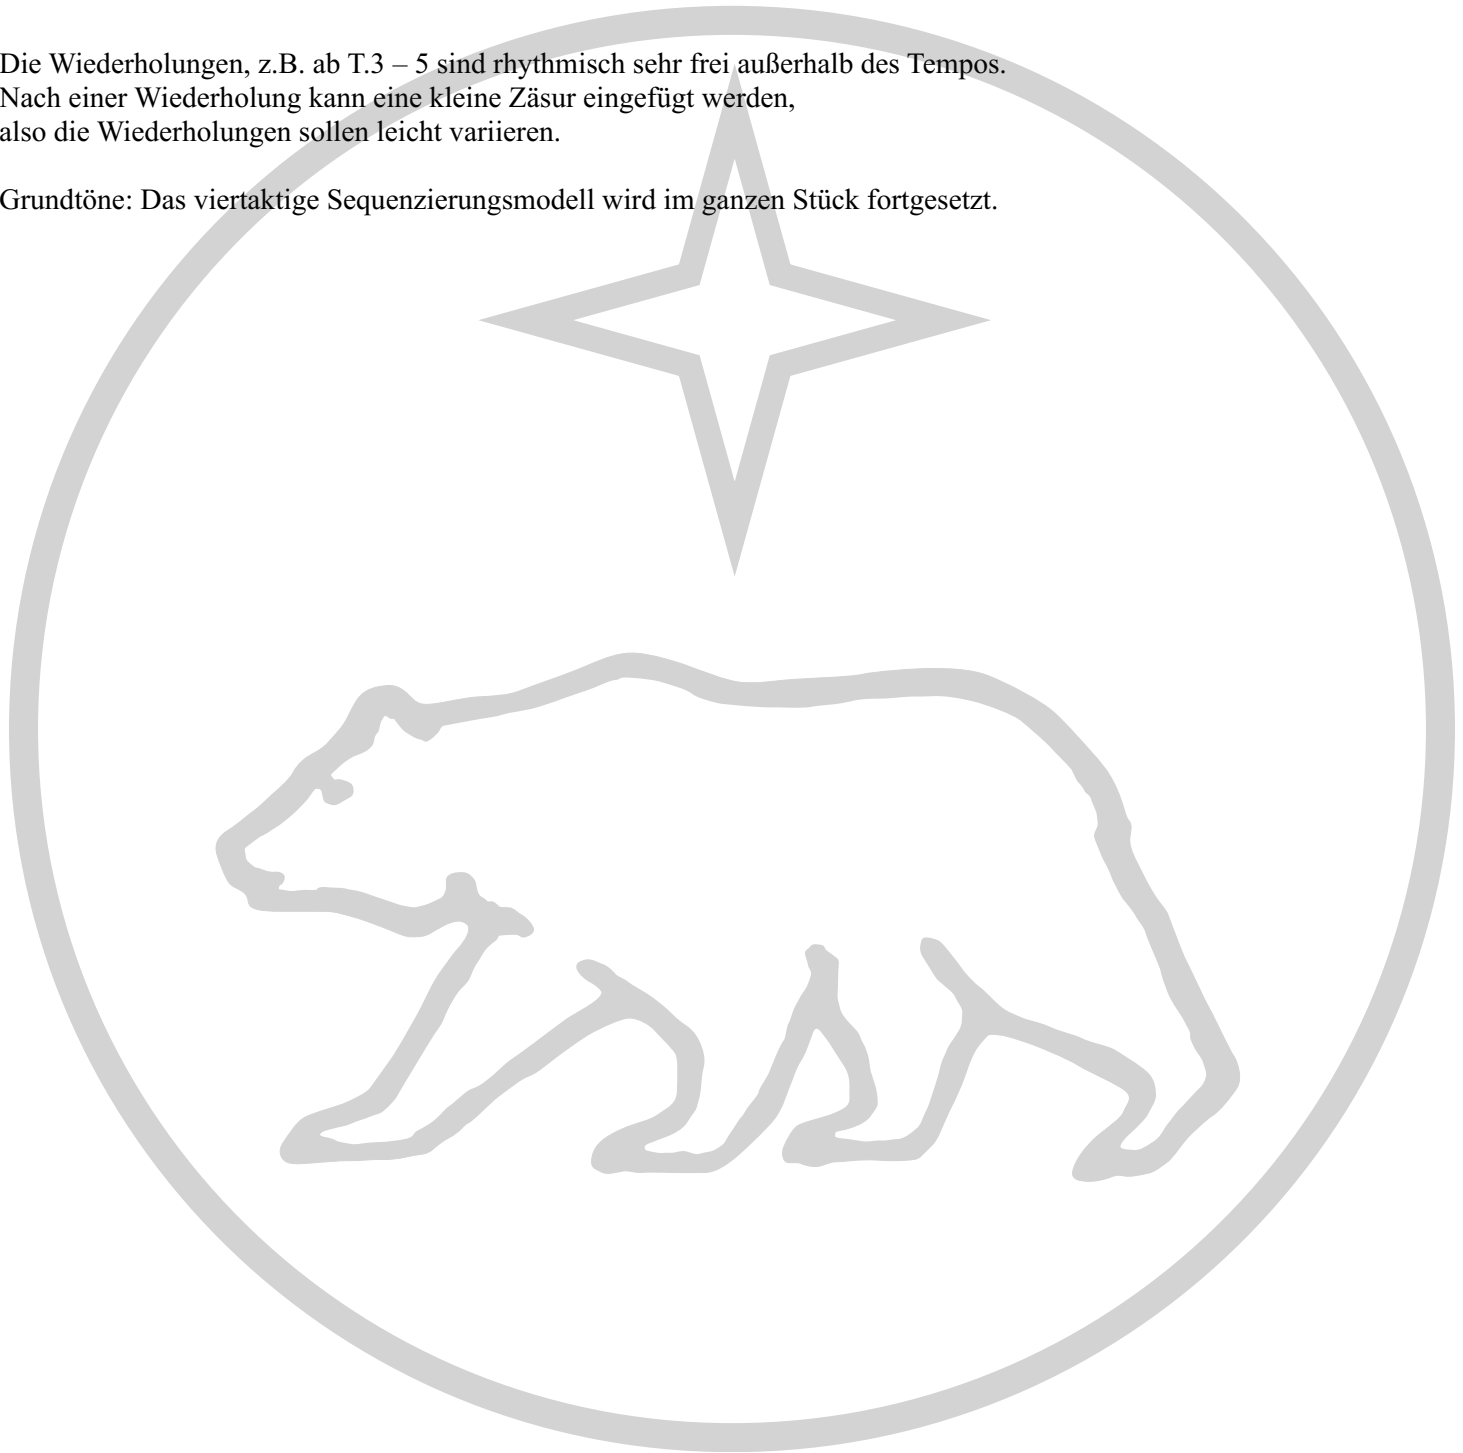 Die Wiederholungen, z.B. ab T.3 – 5 sind rhythmisch sehr frei außerhalb des Tempos.
Nach einer Wiederholung kann eine kleine Zäsur eingefügt werden,
also die Wiederholungen sollen leicht variieren.
Grundtöne: Das viertaktige Sequenzierungsmodell wird im ganzen Stück fortgesetzt.